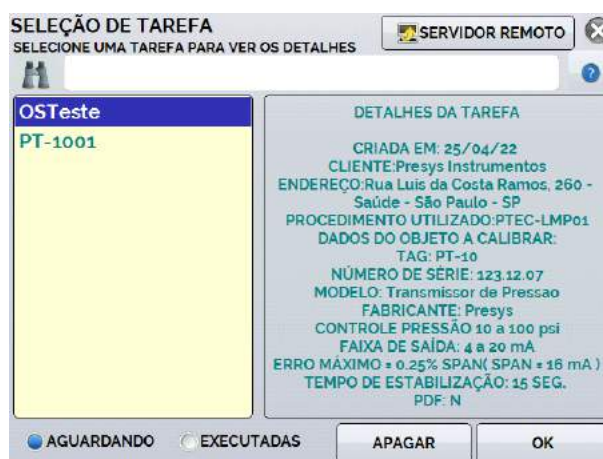 SELEÇÃO DE TAREFA
SELECIONE UMA TAREFA PARA VER OS DETALHES
SERVIDOR REMOTO
?
OSTeste
PT-1001
DETALHES DA TAREFA
CRIADA EM: 25/04/22
CLIENTE:Presys Instrumentos
ENDEREÇO:Rua Luis da Costa Ramos, 260 -
Saúde - São Paulo - SP
PROCEDIMENTO UTILIZADO:PTEC-LMP01
DADOS DO OBJETO A CALIBRAR:
TAG: PT-10
NÚMERO DE SÉRIE: 123.12.07
MODELO: Transmissor de Pressao
FABRICANTE: Presys
CONTROLE PRESSÃO 10 a 100 psi
FAIXA DE SAÍDA: 4 a 20 mA
ERRO MÁXIMO = 0.25% SPAN( SPAN = 16 mA )
TEMPO DE ESTABILIZAÇÃO: 15 SEG.
PDF: N
AGUARDANDO
EXECUTADAS
APAGAR
OK